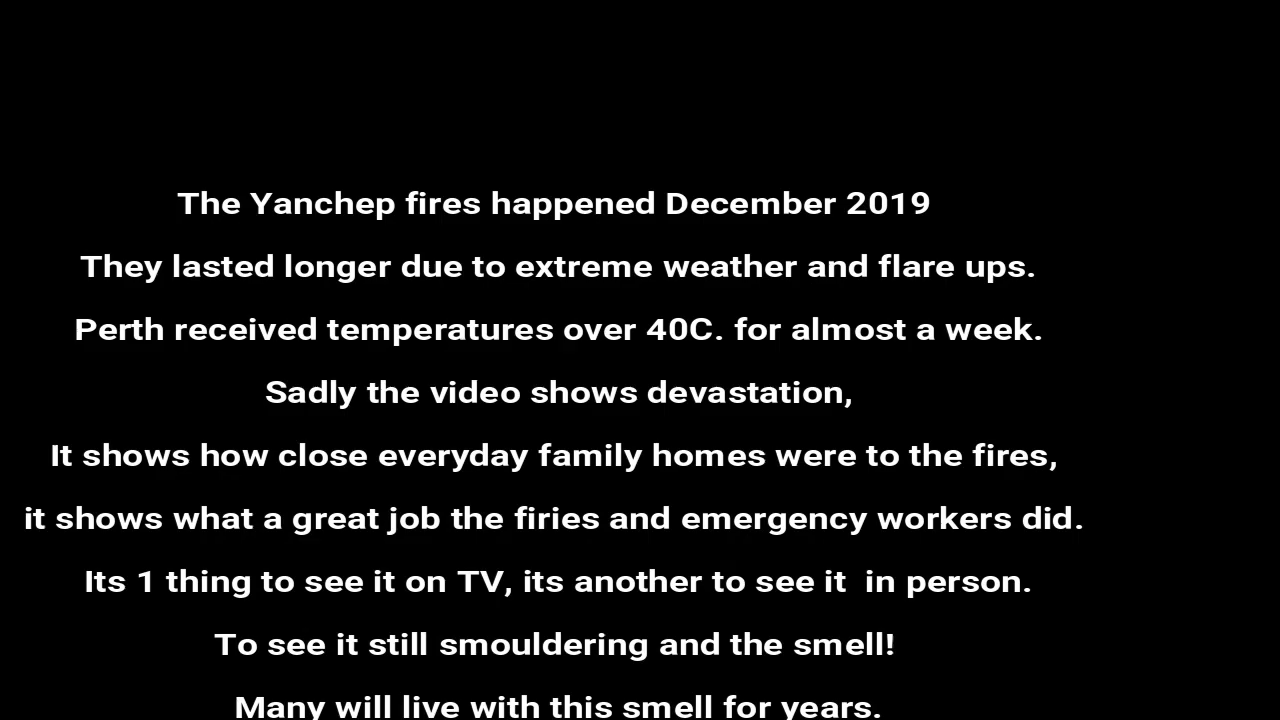 The Yanchep fires happened December 2019
They lasted longer due to extreme weather and flare ups.
Perth received temperatures over 40C. for almost a week.
Sadly the video shows devastation,
It shows how close everyday family homes were to the fires,
it shows what a great job the firies and emergency workers did.
Its 1 thing to see it on TV, its another to see it  in person.
To see it still smouldering and the smell!
Many will live with this smell for years.